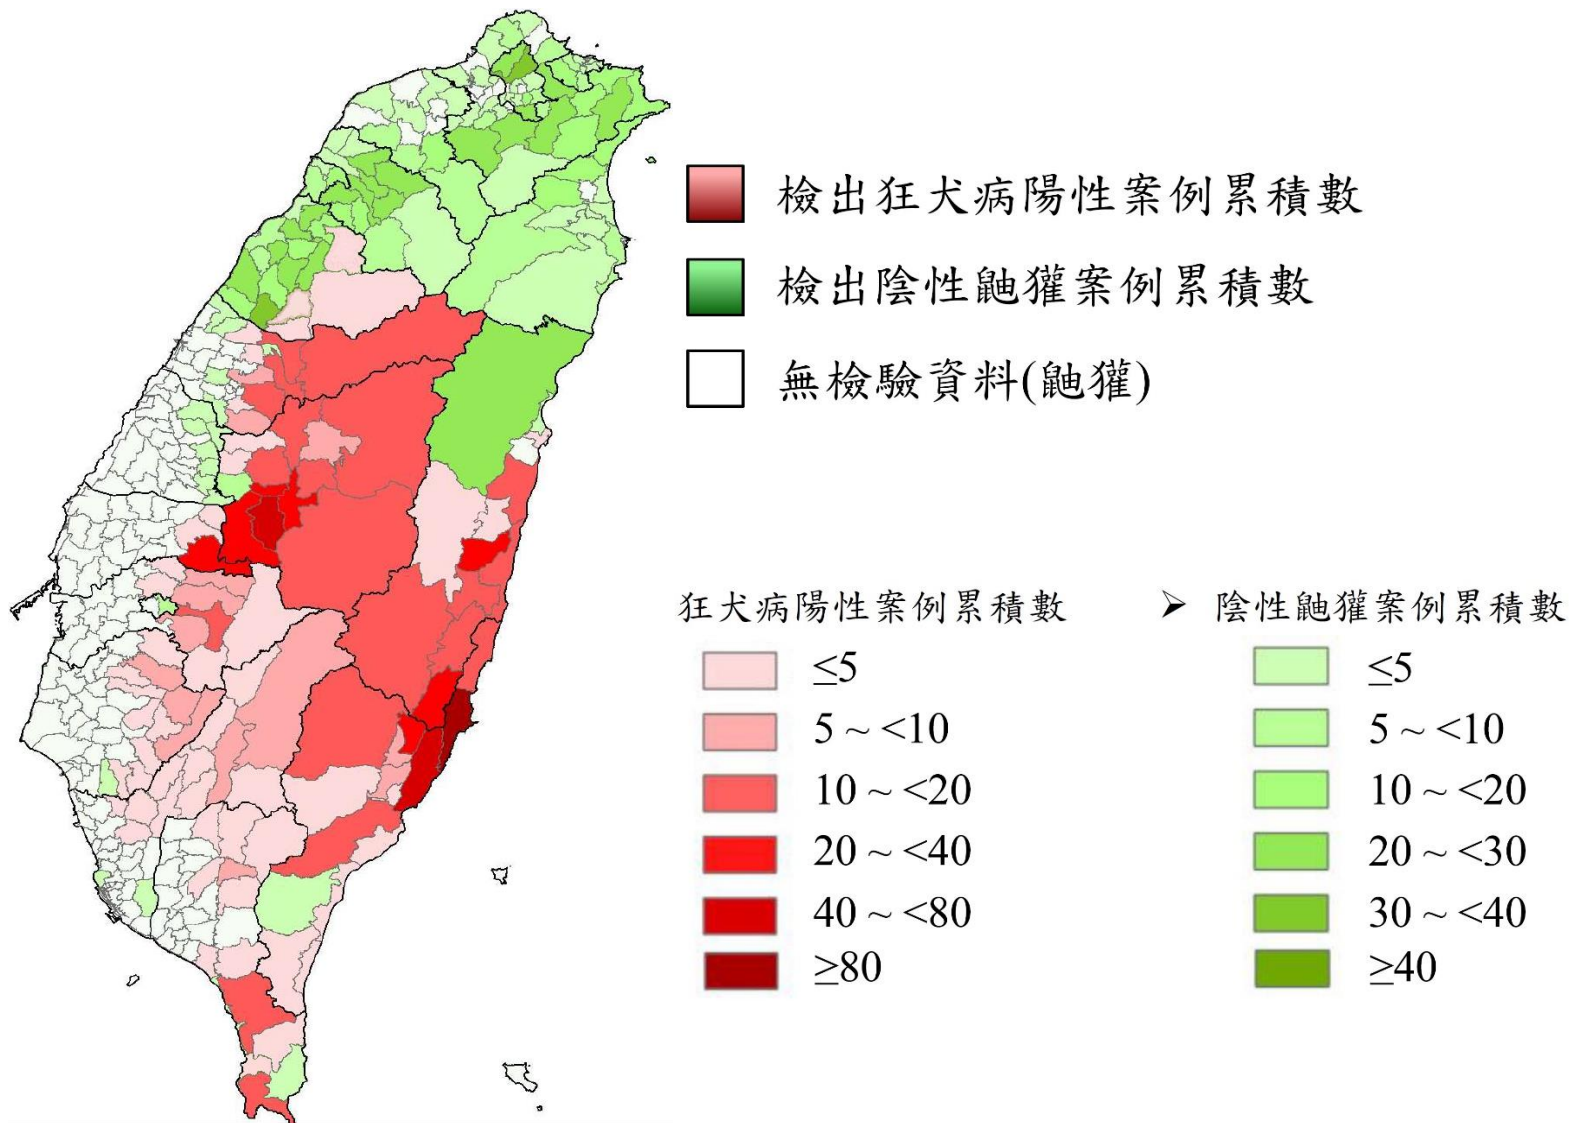 檢出狂犬病陽性案例累積數
檢出陰性鼬獾案例累積數
無檢驗資料(鼬獾)
狂犬病陽性案例累積數
≤5
5 ~ <10
10 ~ <20
20 ~ <40
40 ~ <80
≥80
➢ 陰性鼬獾案例累積數
≤5
5 ~ <10
10 ~ <20
20 ~ <30
30 ~ <40
≥40